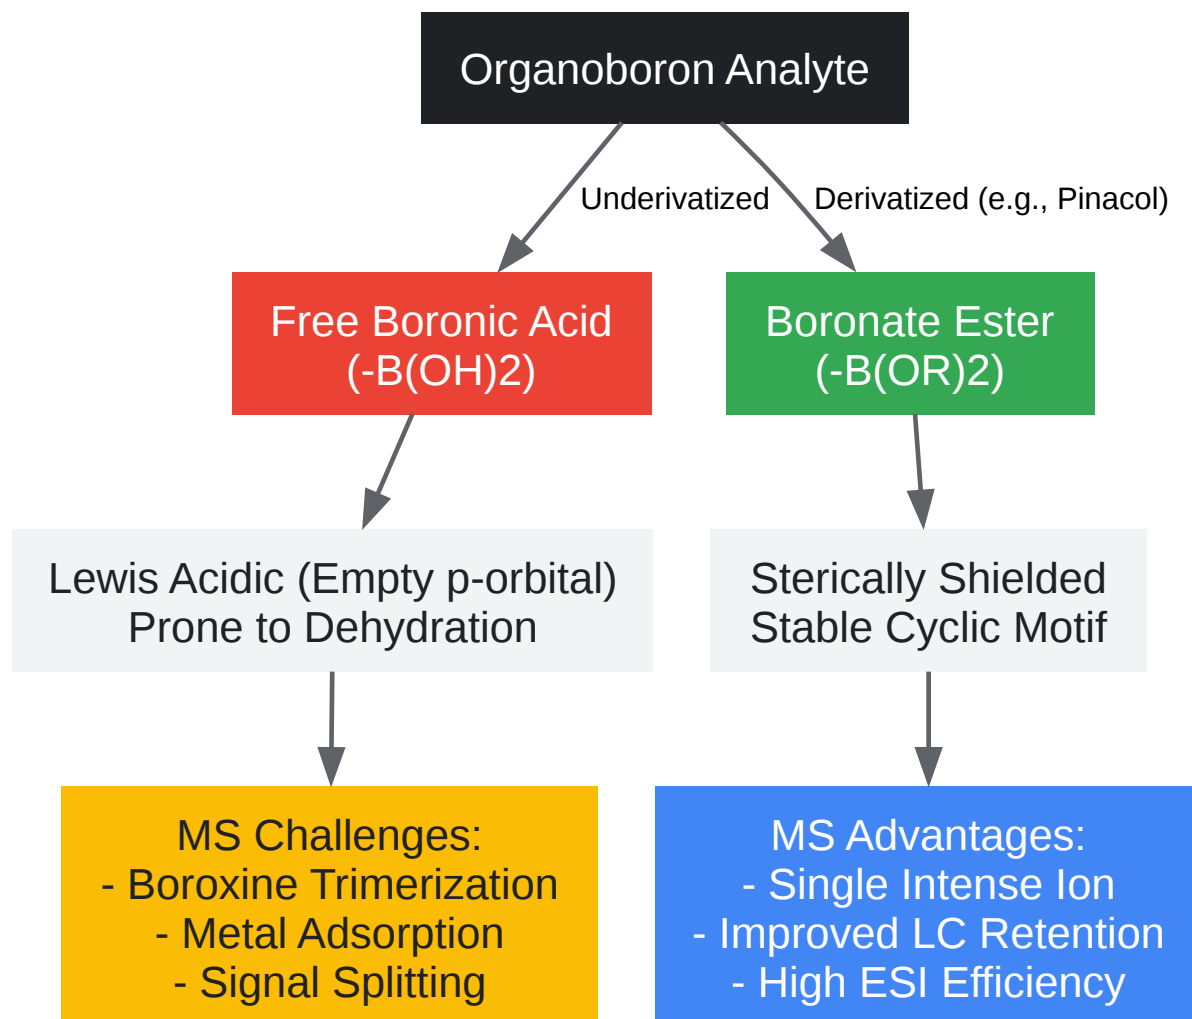 Organoboron Analyte
Underivatized
Derivatized (e.g., Pinacol)
Free Boronic Acid
(-B(OH)2)
Boronate Ester
(-B(OR)2)
Lewis Acidic (Empty p-orbital)
Prone to Dehydration
Sterically Shielded
Stable Cyclic Motif
MS Challenges:
- Boroxine Trimerization
- Metal Adsorption
- Signal Splitting
MS Advantages:
- Single Intense Ion
- Improved LC Retention
- High ESI Efficiency